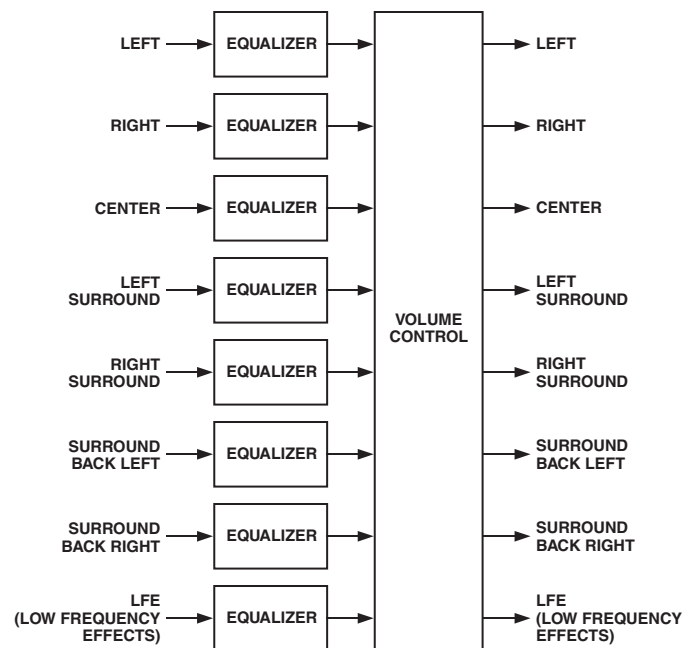 LEFT EQUALIZER LEFT
RIGHT EQUALIZER RIGHT
CENTER EQUALIZER CENTER
LEFT
SURROUND
EQUALIZER
LEFT
SURROUND
VOLUME
CONTROL
RIGHT
SURROUND
EQUALIZER
RIGHT
SURROUND
SURROUND
BACK LEFT
EQUALIZER
SURROUND
BACK LEFT
SURROUND
BACK RIGHT
EQUALIZER
SURROUND
BACK RIGHT
LFE
(LOW FREQUENCY
EFFECTS)
EQUALIZER
LFE
(LOW FREQUENCY
EFFECTS)